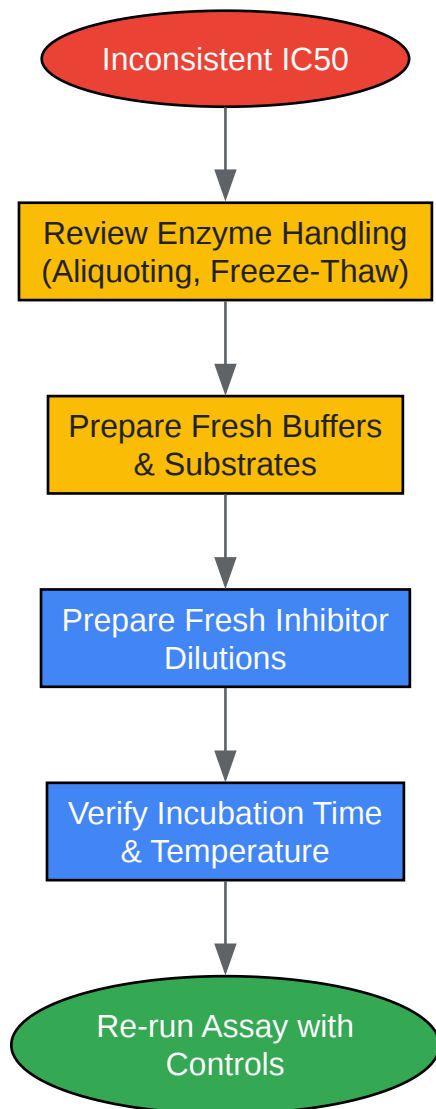 Inconsistent IC50
Review Enzyme Handling
(Aliquoting, Freeze-Thaw)
Prepare Fresh Buffers
& Substrates
Prepare Fresh Inhibitor
Dilutions
Verify Incubation Time
& Temperature
Re-run Assay with
Controls